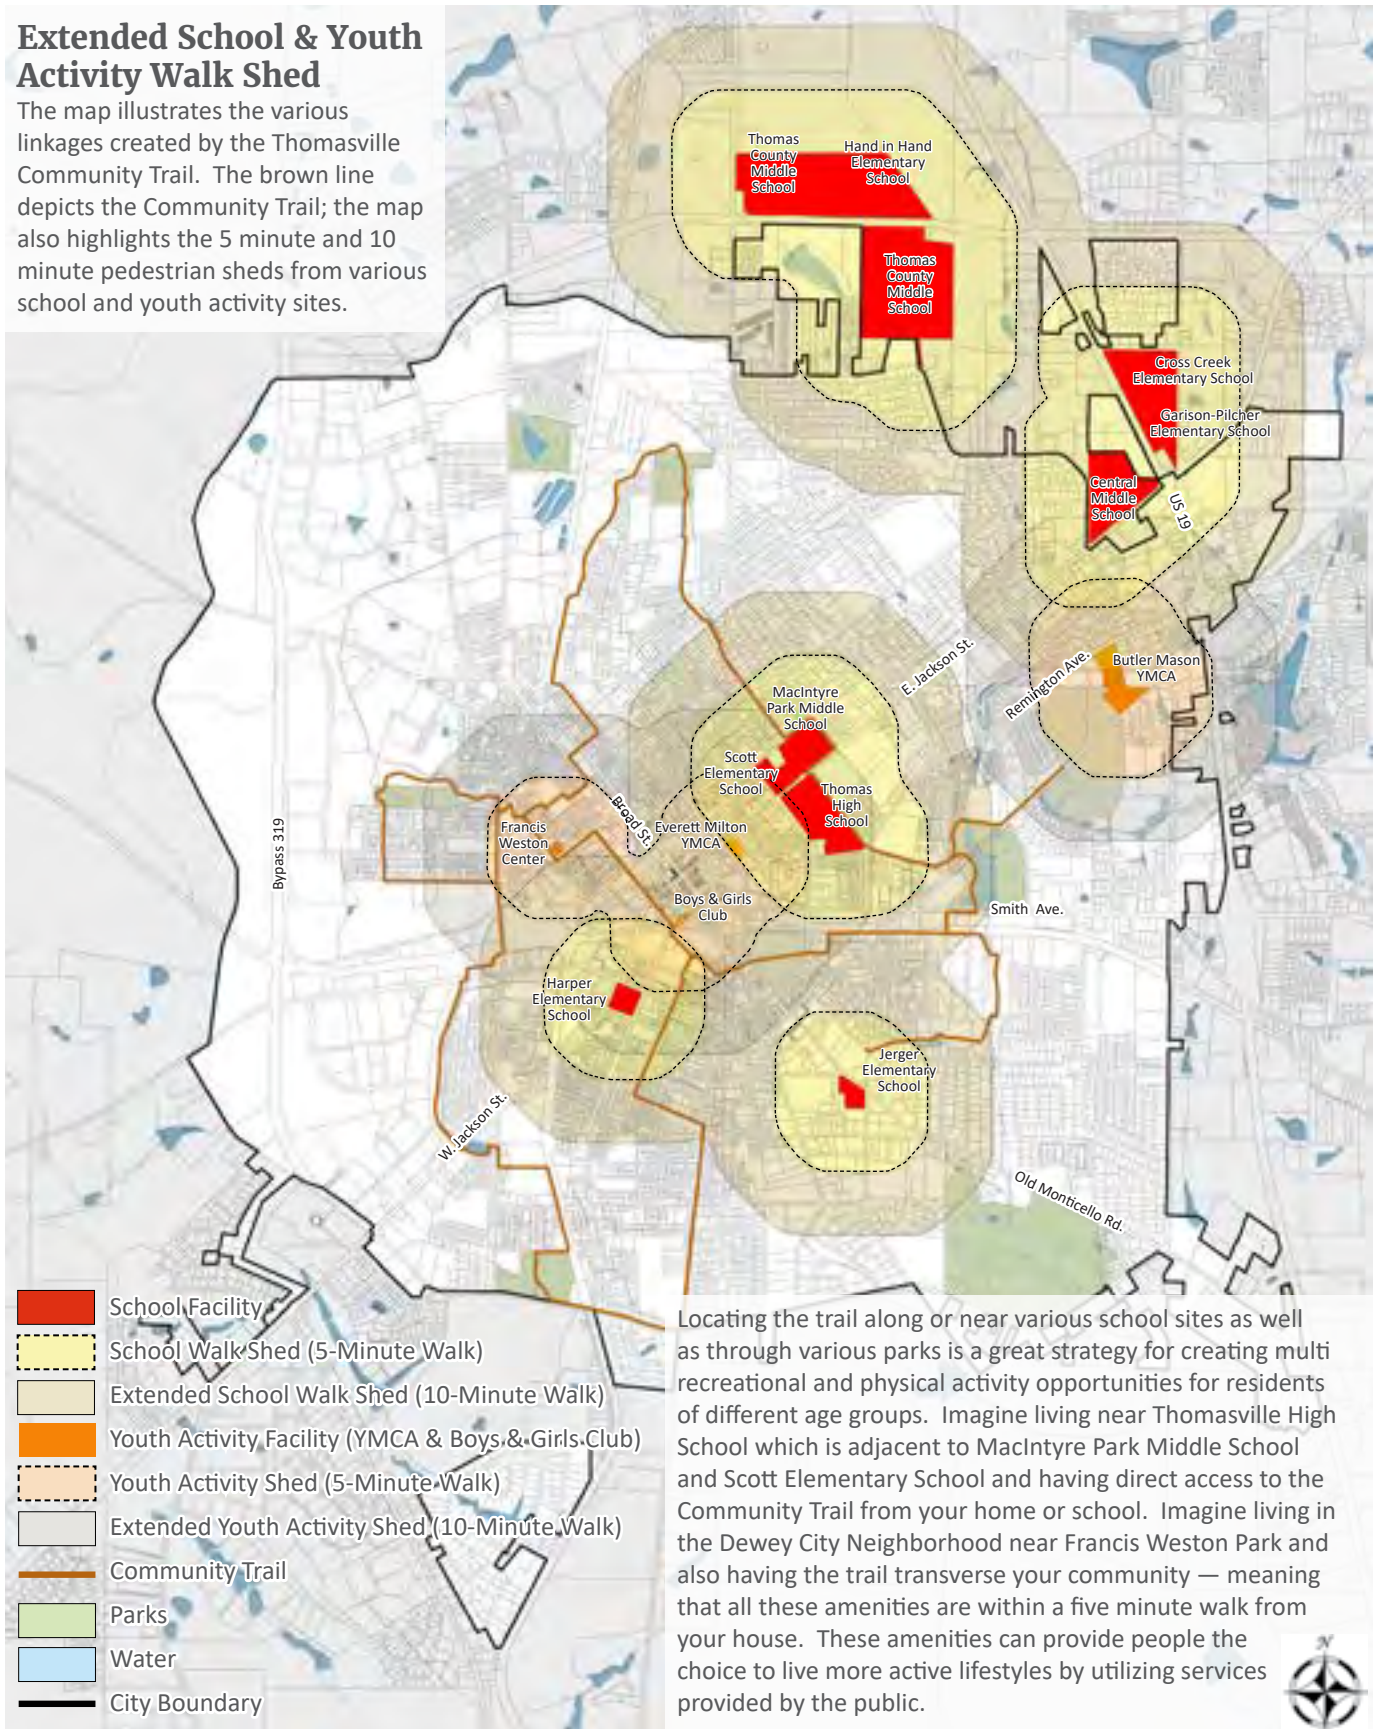 Extended School & Youth
Activity Walk Shed
The map illustrates the various
linkages created by the Thomasville
Community Trail.  The brown line
depicts the Community Trail; the map
also highlights the 5 minute and 10
minute pedestrian sheds from various
school and youth activity sites.
Thomas
County
Middle
School
Hand in Hand
Elementary
School
Thomas
County
Middle
School
Cross Creek
Elementary School
Garison-Pilcher
Elementary School
Central
Middle
School
US 19
E. Jackson St.
Remington Ave.
Butler Mason
YMCA
MacIntyre
Park Middle
School
Scott
Elementary
School
Thomas
High
School
Bypass 319
Broad St.
Francis
Weston
Center
Everett Milton
YMCA
Boys & Girls
Club
Smith Ave.
Harper
Elementary
School
Jerger
Elementary
School
W. Jackson St.
Old Monticello Rd.
School Facility
School Walk Shed (5-Minute Walk)
Extended School Walk Shed (10-Minute Walk)
Youth Activity Facility (YMCA & Boys & Girls Club)
Youth Activity Shed (5-Minute Walk)
Extended Youth Activity Shed (10-Minute Walk)
Community Trail
Parks
Water
City Boundary
Locating the trail along or near various school sites as well
as through various parks is a great strategy for creating multi
recreational and physical activity opportunities for residents
of different age groups.  Imagine living near Thomasville High
School which is adjacent to MacIntyre Park Middle School
and Scott Elementary School and having direct access to the
Community Trail from your home or school.  Imagine living in
the Dewey City Neighborhood near Francis Weston Park and
also having the trail transverse your community — meaning
that all these amenities are within a five minute walk from
your house.  These amenities can provide people the
choice to live more active lifestyles by utilizing services
provided by the public.
N